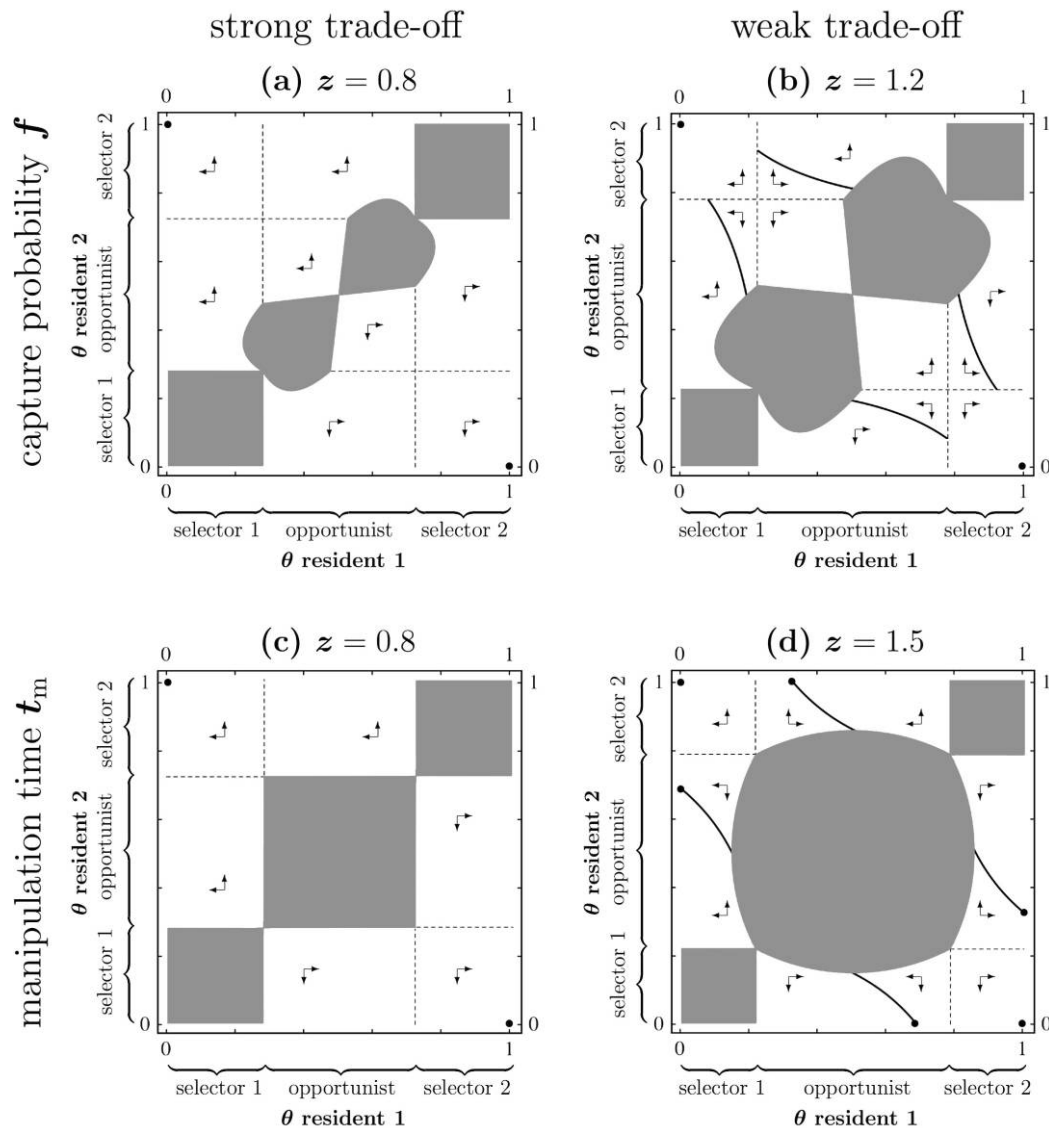 strong trade-off
weak trade-off
capture probability f
(a) z = 0.8
0 1
1 1
0 0
0 1
selector 2
opportunist
selector 1
θ resident 2
selector 1 opportunist selector 2
θ resident 1
(b) z = 1.2
0 1
1 1
0 0
0 1
selector 2
opportunist
selector 1
θ resident 2
selector 1 opportunist selector 2
θ resident 1
manipulation time tm
(c) z = 0.8
0 1
1 1
0 0
0 1
selector 2
opportunist
selector 1
θ resident 2
selector 1 opportunist selector 2
θ resident 1
(d) z = 1.5
0 1
1 1
0 0
0 1
selector 2
opportunist
selector 1
θ resident 2
selector 1 opportunist selector 2
θ resident 1